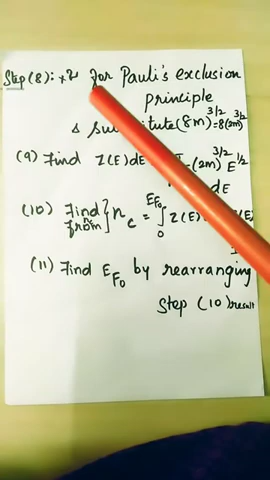 Step (8): ×2 for Pauli's exclusion
principle
& substitute (8m)^3/2 = 8(2m)^3/2
(9) Find Z(E)dE = (2m)^3/2 E^1/2
dE
(10) Find n from } n_c = ∫_0^E_F0 Z(E) (E)
(11) Find E_F0 by rearranging
Step (10) result